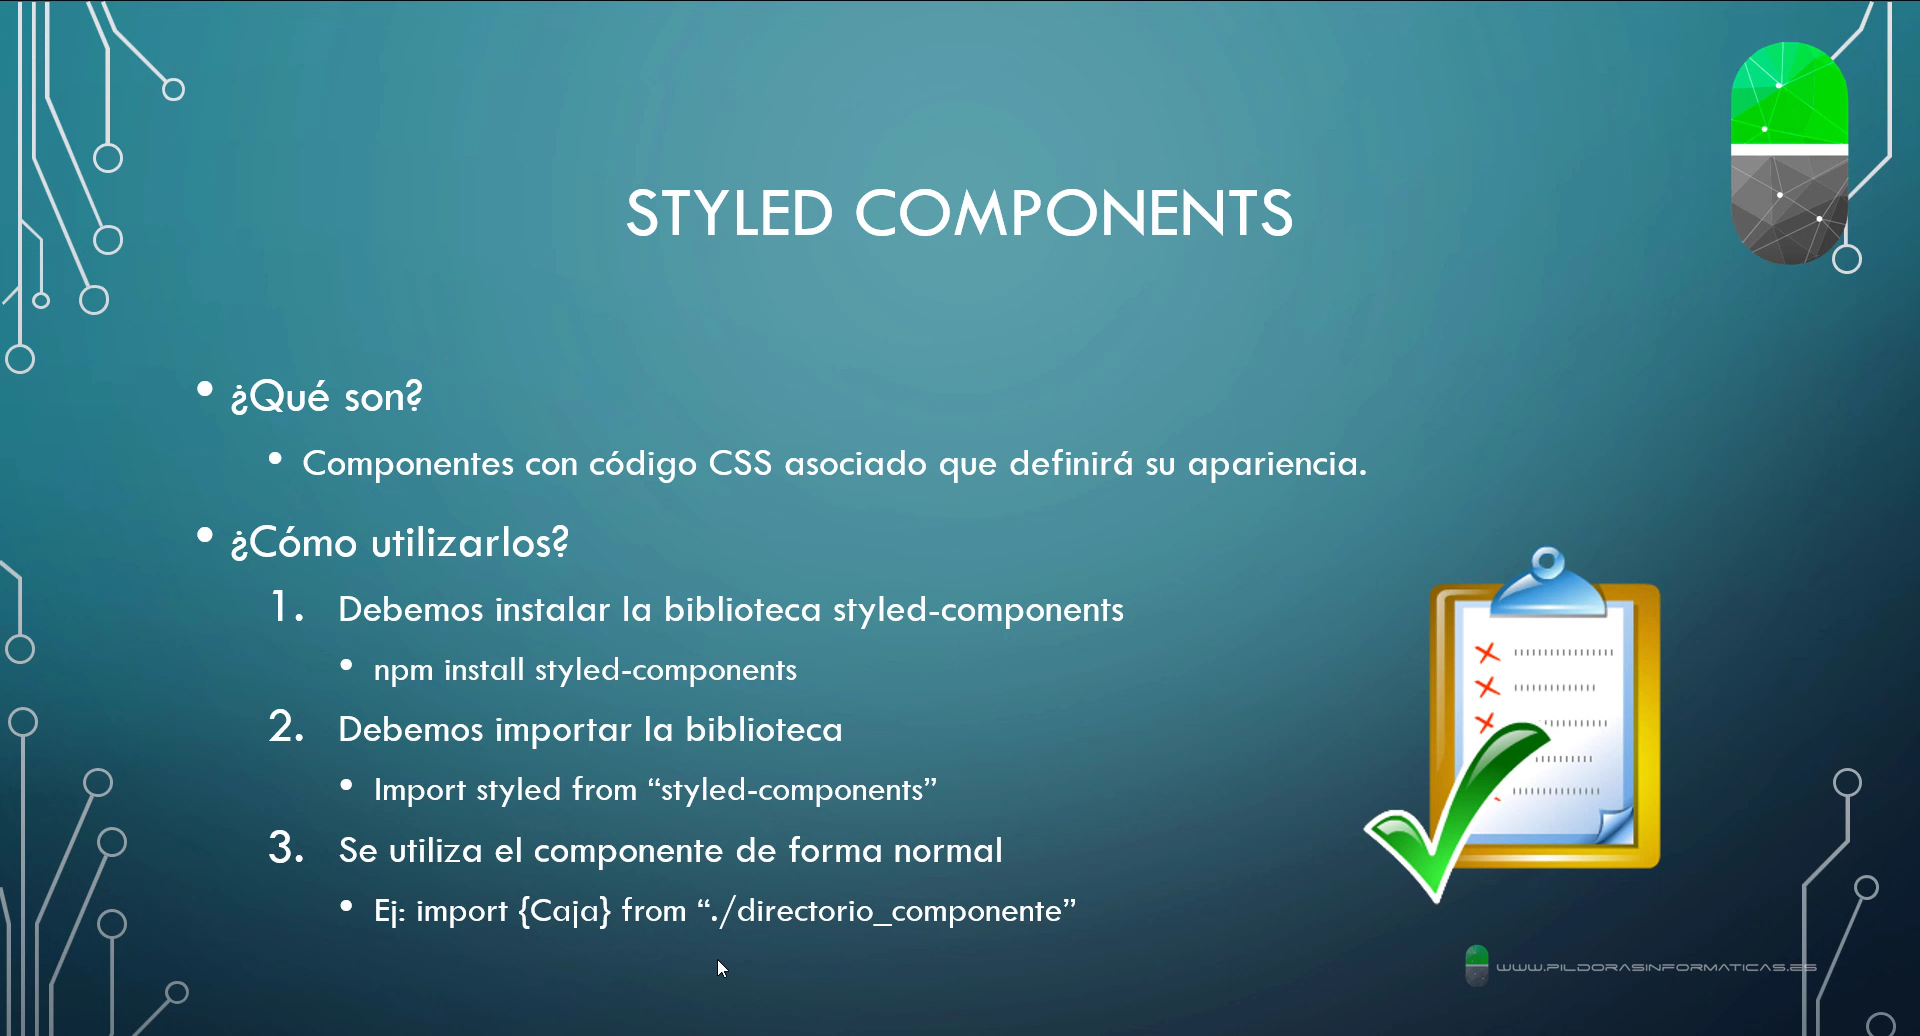 STYLED COMPONENTS
• ¿Qué son?
• Componentes con código CSS asociado que definirá su apariencia.
• ¿Cómo utilizarlos?
1. Debemos instalar la biblioteca styled-components
• npm install styled-components
2. Debemos importar la biblioteca
• Import styled from “styled-components”
3. Se utiliza el componente de forma normal
• Ej: import {Caja} from “./directorio_componente”
WWW.PILDORASINFORMATICAS.ES